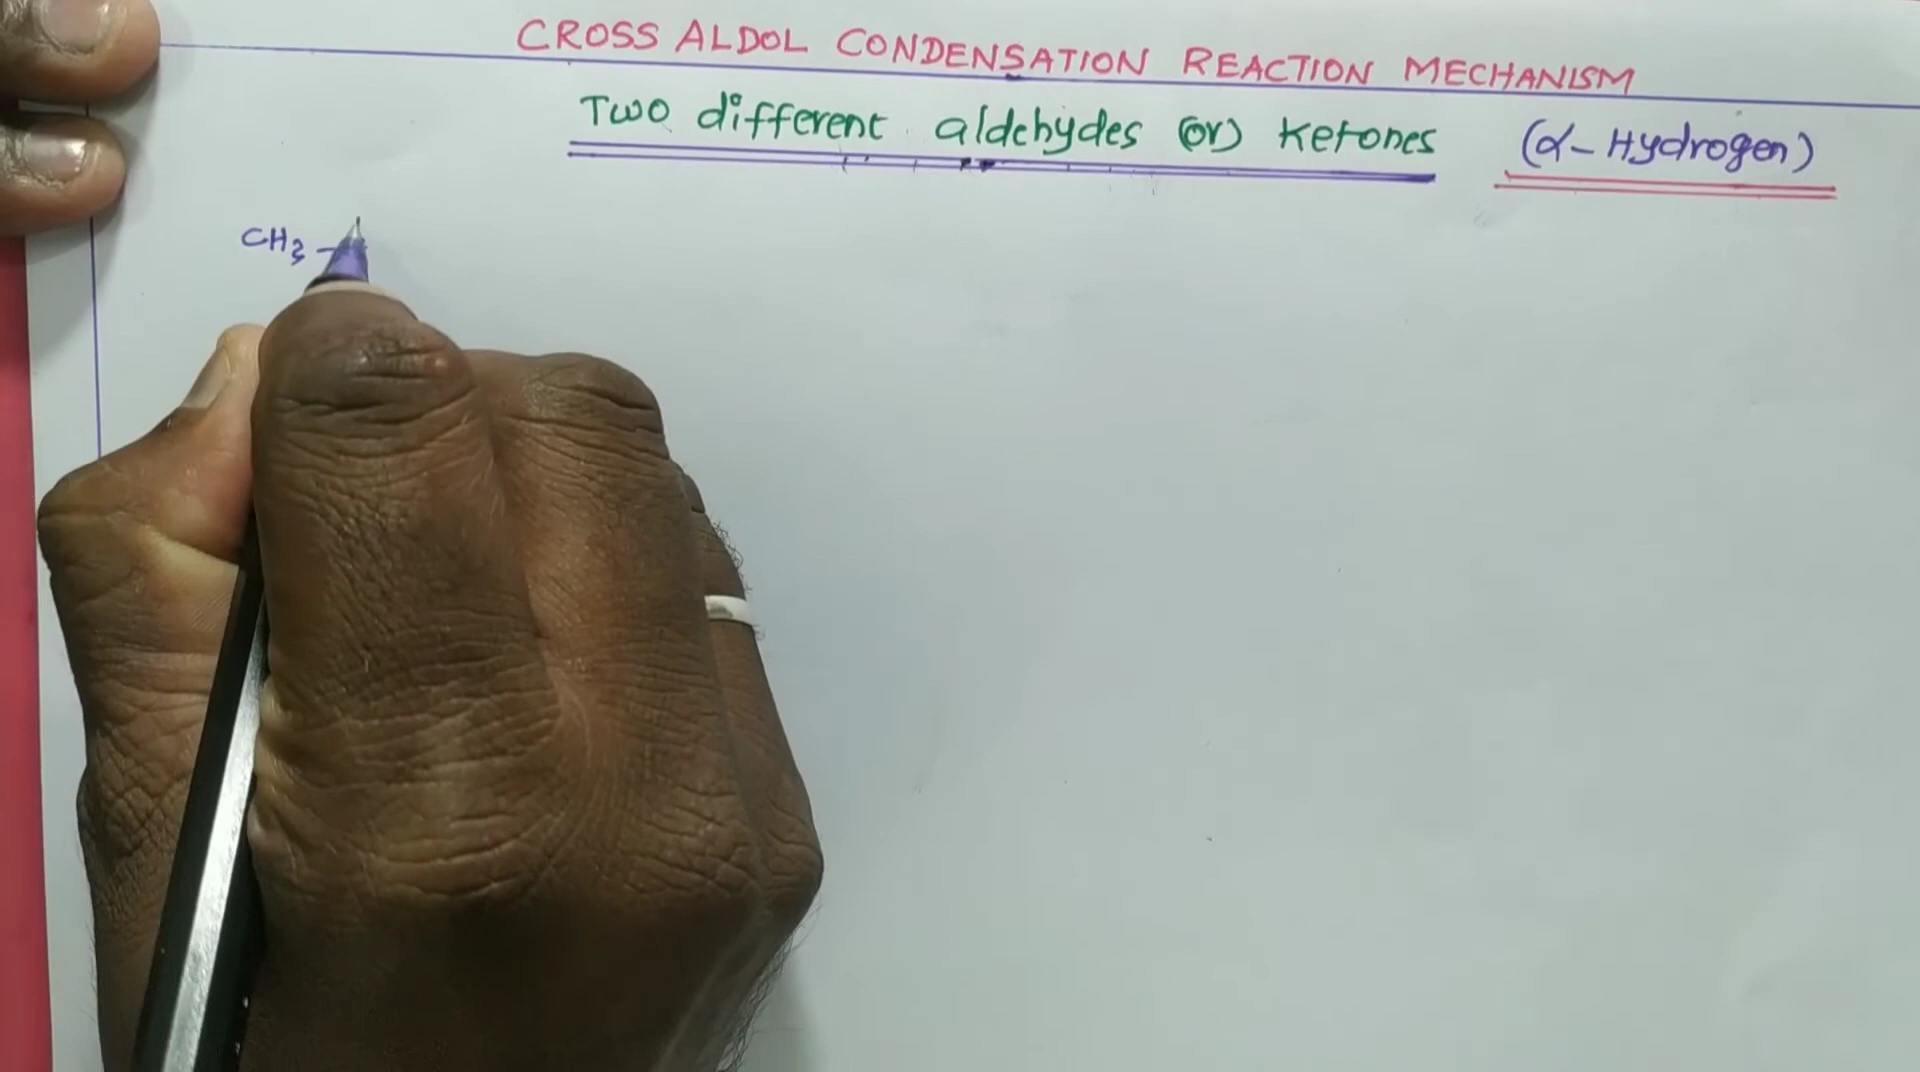 CROSS ALDOL CONDENSATION REACTION MECHANISM
Two different aldehydes (or) Ketones (α-Hydrogen)
CH3 -